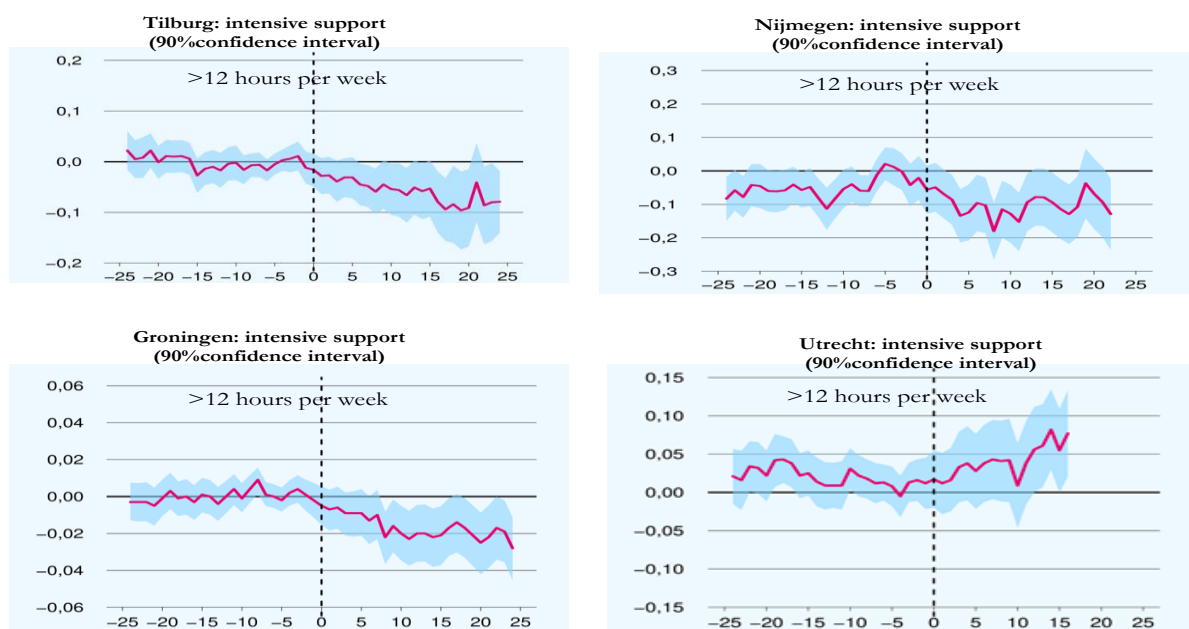 Tilburg: intensive support
(90%confidence interval)
>12 hours per week
0,2
0,1
0,0
−0,1
−0,2
−25 −20 −15 −10 −5 0 5 10 15 20 25
Nijmegen: intensive support
(90%confidence interval)
>12 hours per week
0,3
0,2
0,1
0,0
−0,1
−0,2
−0,3
−25 −20 −15 −10 −5 0 5 10 15 20 25
Groningen: intensive support
(90%confidence interval)
>12 hours per week
0,06
0,04
0,02
0,00
−0,02
−0,04
−0,06
−25 −20 −15 −10 −5 0 5 10 15 20 25
Utrecht: intensive support
(90%confidence interval)
>12 hours per week
0,15
0,10
0,05
0,00
−0,05
−0,10
−0,15
−25 −20 −15 −10 −5 0 5 10 15 20 25